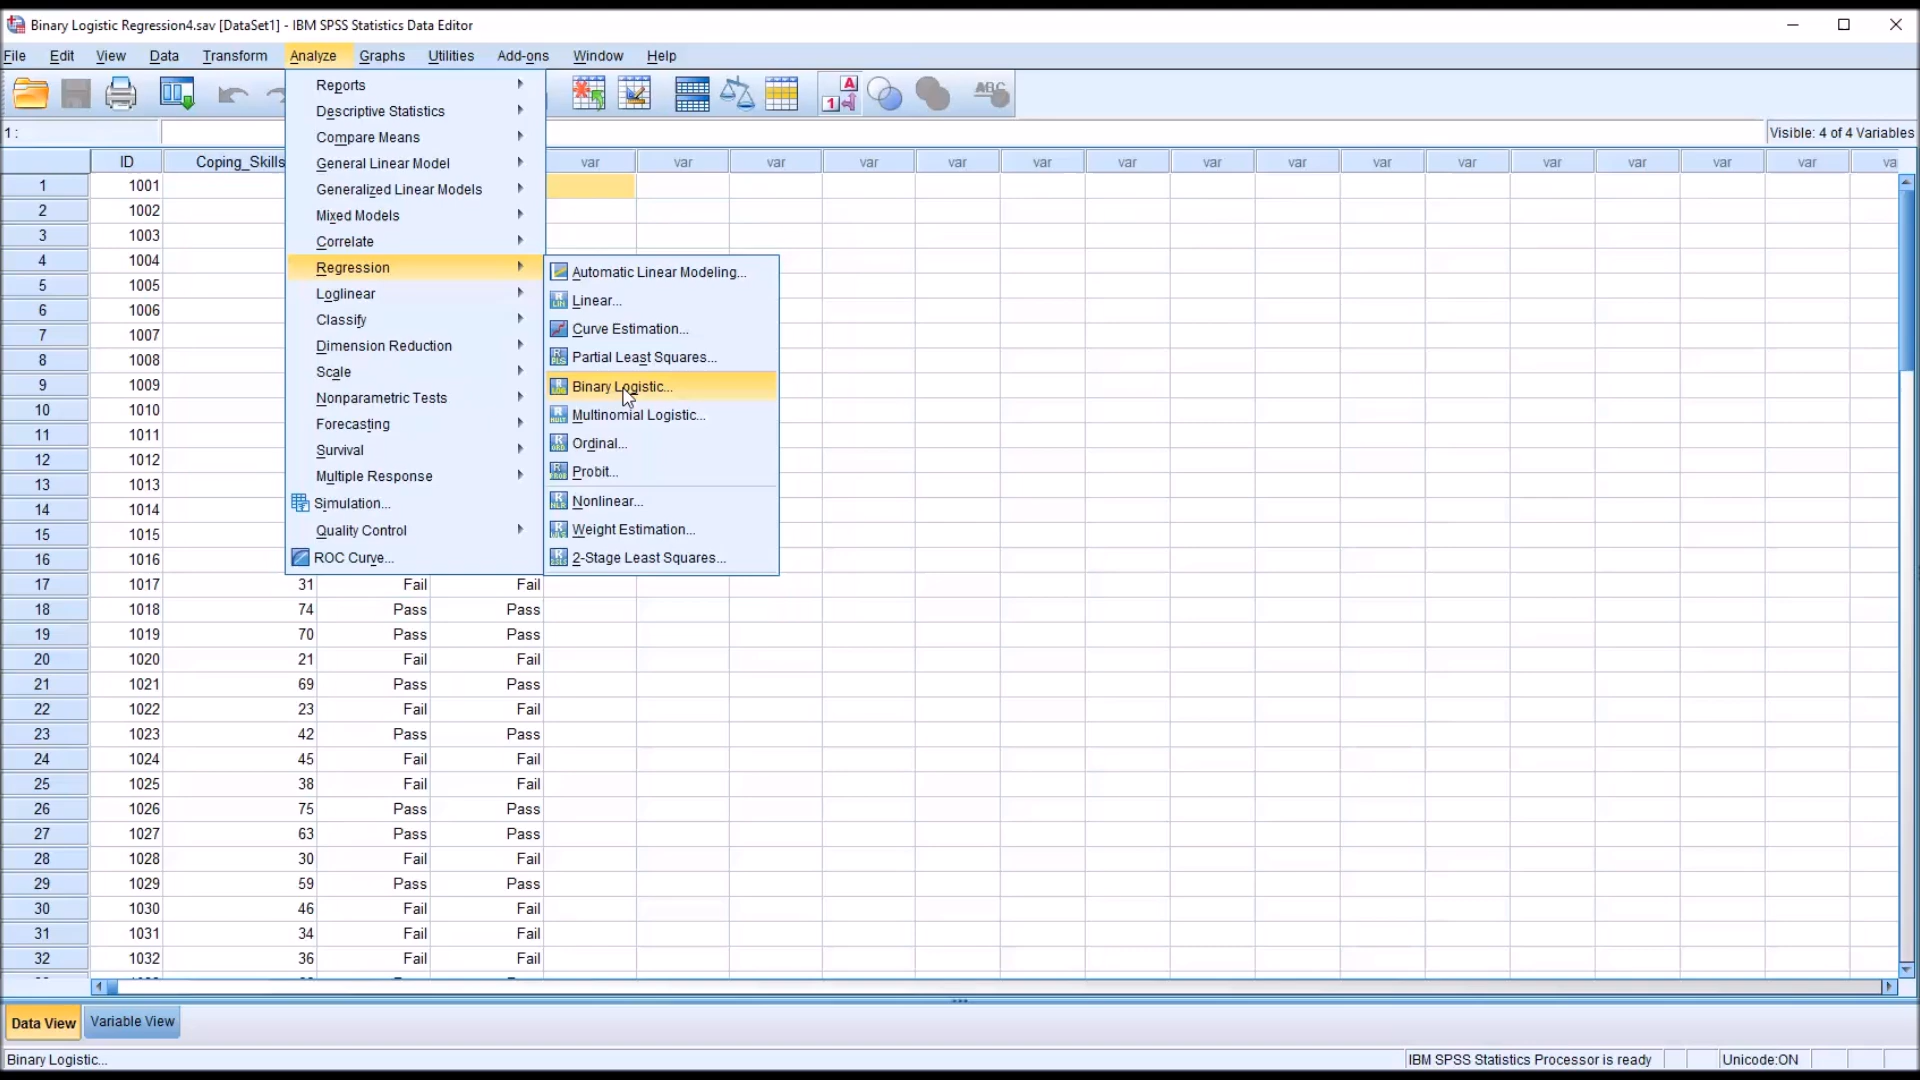 Binary Logistic Regression4.sav [DataSet1] - IBM SPSS Statistics Data Editor
File Edit View Data Transform Analyze Graphs Utilities Add-ons Window Help
1 A ABC
1 : Visible: 4 of 4 Variables
ID Coping_Skills var var var var var var var var var var var var var var var
Reports
Descriptive Statistics
Compare Means
General Linear Model
Generalized Linear Models
Mixed Models
Correlate
Regression
Loglinear
Classify
Dimension Reduction
Scale
Nonparametric Tests
Forecasting
Survival
Multiple Response
Simulation...
Quality Control
ROC Curve...
Automatic Linear Modeling...
Linear...
Curve Estimation...
Partial Least Squares...
Binary Logistic...
Multinomial Logistic...
Ordinal...
Probit...
Nonlinear...
Weight Estimation...
2-Stage Least Squares...
1 1001
2 1002
3 1003
4 1004
5 1005
6 1006
7 1007
8 1008
9 1009
10 1010
11 1011
12 1012
13 1013
14 1014
15 1015
16 1016
17 1017 31 Fail Fail
18 1018 74 Pass Pass
19 1019 70 Pass Pass
20 1020 21 Fail Fail
21 1021 69 Pass Pass
22 1022 23 Fail Fail
23 1023 42 Pass Pass
24 1024 45 Fail Fail
25 1025 38 Fail Fail
26 1026 75 Pass Pass
27 1027 63 Pass Pass
28 1028 30 Fail Fail
29 1029 59 Pass Pass
30 1030 46 Fail Fail
31 1031 34 Fail Fail
32 1032 36 Fail Fail
Data View Variable View
Binary Logistic... IBM SPSS Statistics Processor is ready Unicode:ON